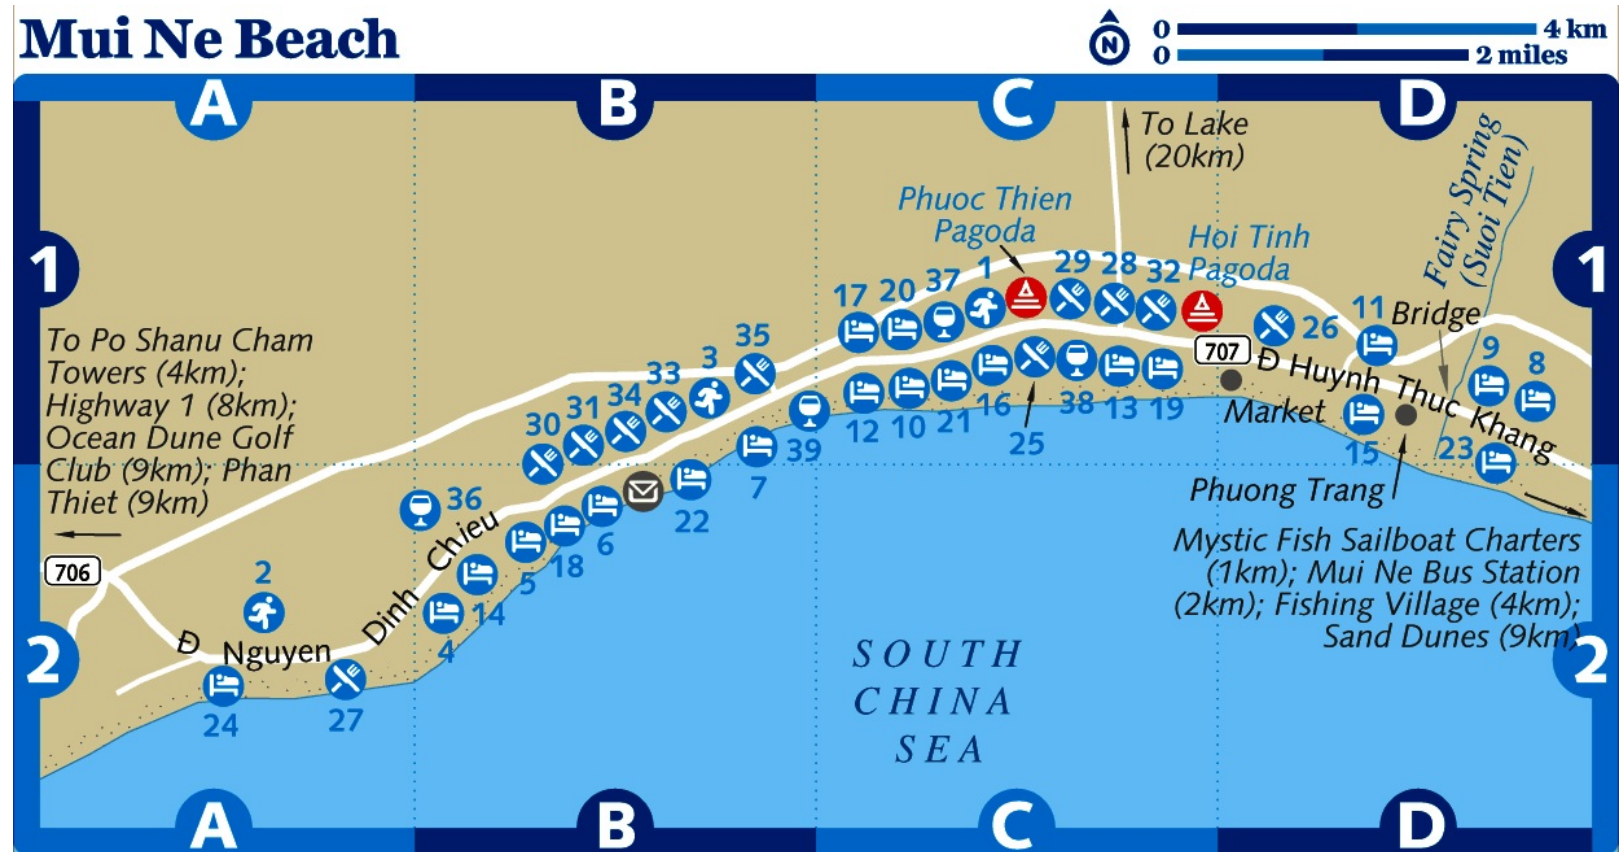 Mui Ne Beach
N
0 4 km
0 2 miles
A B C D
1 1
To Lake
(20km)
Fairy Spring
(Suoi Tien)
Phuoc Thien
Pagoda
Hoi Tinh
Pagoda
17 20 37 1 29 28 32
26 11 Bridge
9 8
To Po Shanu Cham
Towers (4km);
Highway 1 (8km);
Ocean Dune Golf
Club (9km); Phan
Thiet (9km)
30 31 34 33 3 35
707
Đ Huynh Thuc Khang
Market
12 10 21 16 25 38 13 19
39
15
23
7
22
Phuong Trang
36
706
2
Đ Nguyen Dinh Chieu
4 14 5 18 6
24 27
Mystic Fish Sailboat Charters
(1km); Mui Ne Bus Station
(2km); Fishing Village (4km);
Sand Dunes (9km)
SOUTH
CHINA
SEA
2 2
A B C D